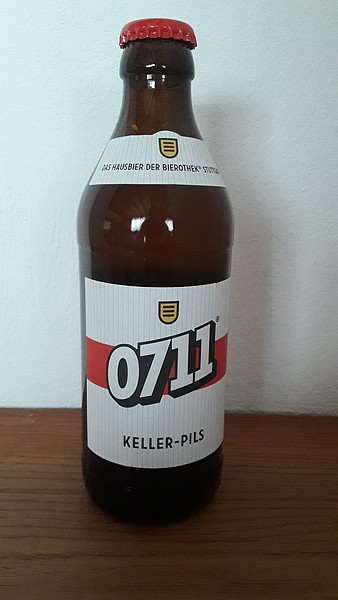 DAS HAUSBIER DER BIEROTHEK®
0711®
KELLER-PILS